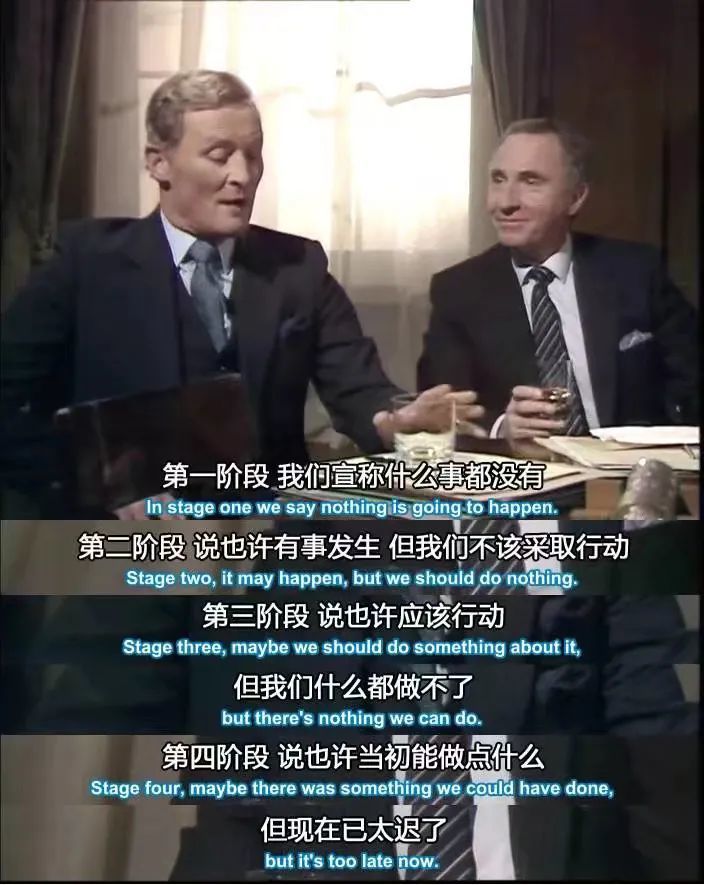 第一阶段 我们宣称什么事都没有
In stage one we say nothing is going to happen.
第二阶段 说也许有事发生 但我们不该采取行动
Stage two, it may happen, but we should do nothing.
第三阶段 说也许应该行动
Stage three, maybe we should do something about it,
但我们什么都做不了
but there's nothing we can do.
第四阶段 说也许当初能做点什么
Stage four, maybe there was something we could have done,
但现在已太迟了
but it's too late now.